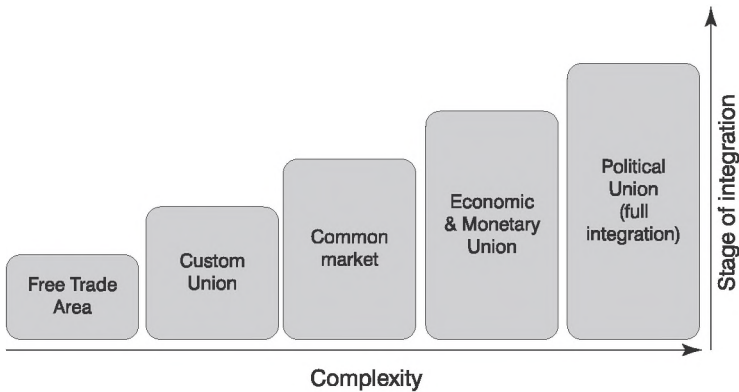 Free Trade
Area
Custom
Union
Common
market
Economic
& Monetary
Union
Political
Union
(full
integration)
Stage of integration
Complexity